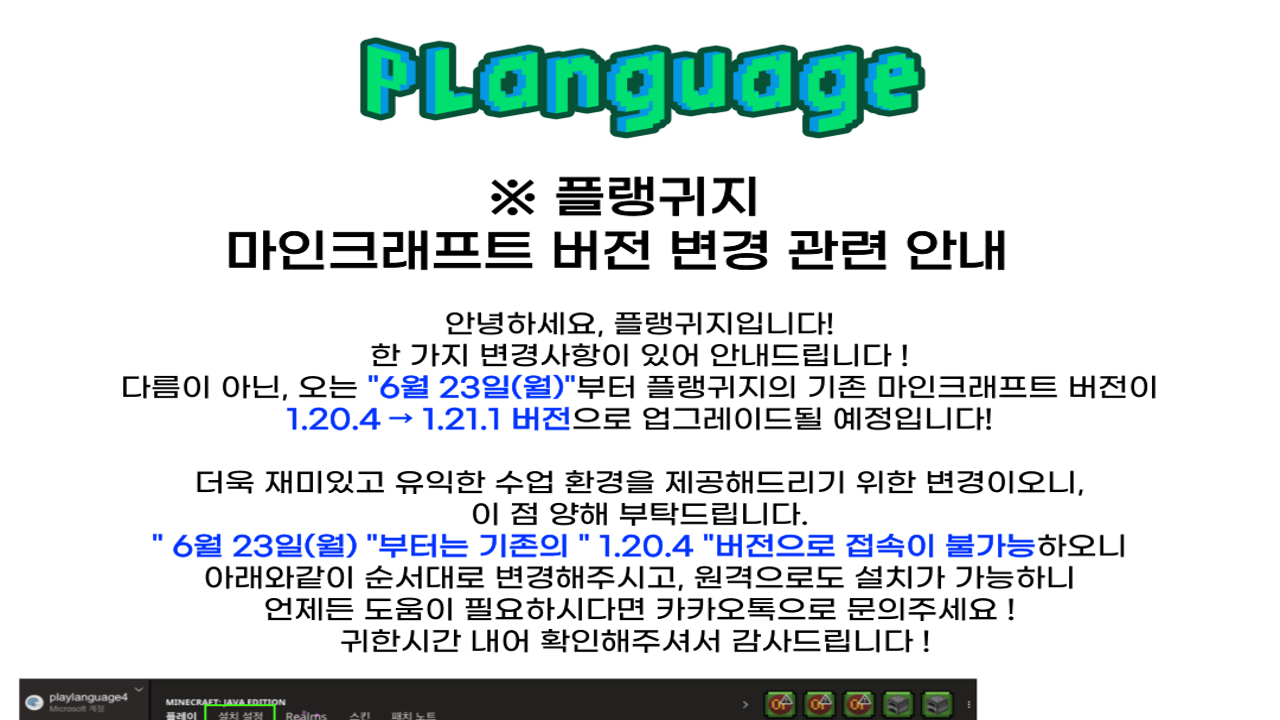 PLanguage
※ 플랭귀지
마인크래프트 버전 변경 관련 안내
안녕하세요, 플랭귀지입니다!
한 가지 변경사항이 있어 안내드립니다 !
다름이 아닌, 오는 "6월 23일(월)"부터 플랭귀지의 기존 마인크래프트 버전이
1.20.4 → 1.21.1 버전으로 업그레이드될 예정입니다!
더욱 재미있고 유익한 수업 환경을 제공해드리기 위한 변경이오니,
이 점 양해 부탁드립니다.
" 6월 23일(월) "부터는 기존의 " 1.20.4 "버전으로 접속이 불가능하오니
아래와같이 순서대로 변경해주시고, 원격으로도 설치가 가능하니
언제든 도움이 필요하시다면 카카오톡으로 문의주세요 !
귀한시간 내어 확인해주셔서 감사드립니다 !
playlanguage4
Microsoft 계정
MINECRAFT: JAVA EDITION
플레이 설치 설정 Realms 스킨 패치 노트